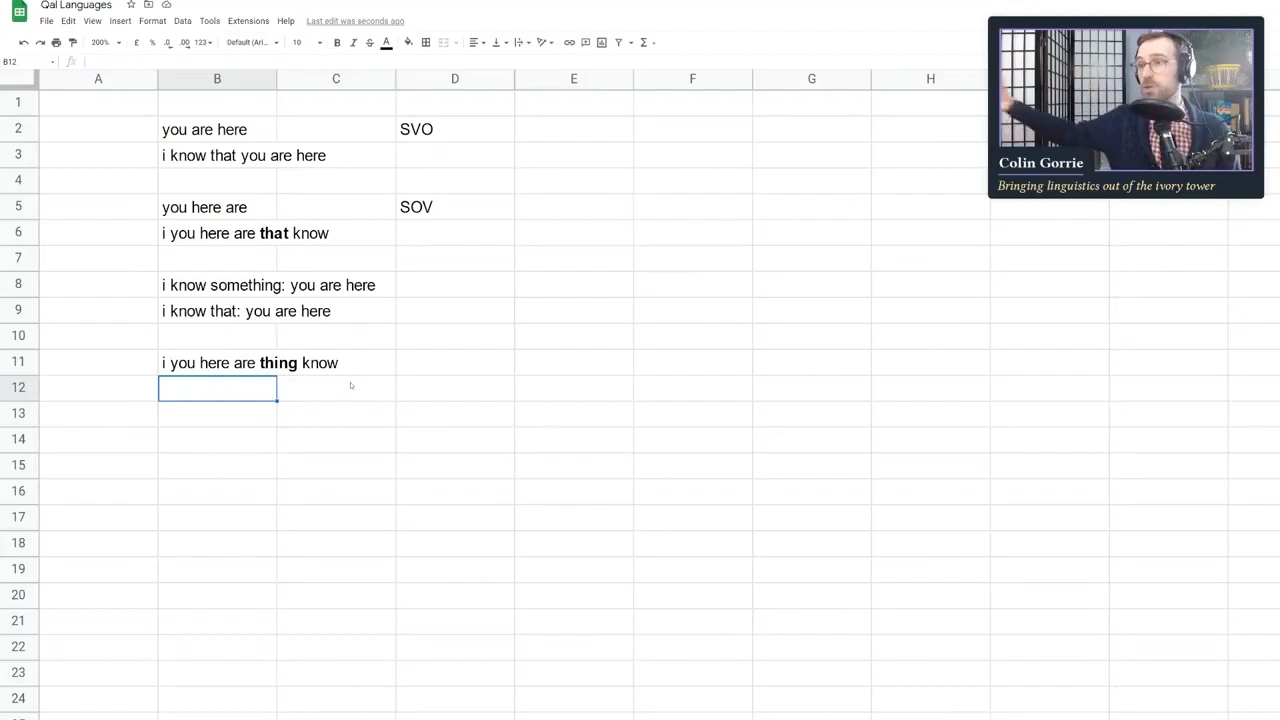 Qal Languages
File Edit View Insert Format Data Tools Extensions Help Last edit was seconds ago
200% £ % .0 .00 123 Default (Ari... 10 B I S A Σ
B12 fx
A B C D E F G H
1
2 you are here SVO
3 i know that you are here
4
5 you here are SOV
6 i you here are that know
7
8 i know something: you are here
9 i know that: you are here
10
11 i you here are thing know
12
13
14
15
16
17
18
19
20
21
22
23
24
Colin Gorrie
Bringing linguistics out of the ivory tower